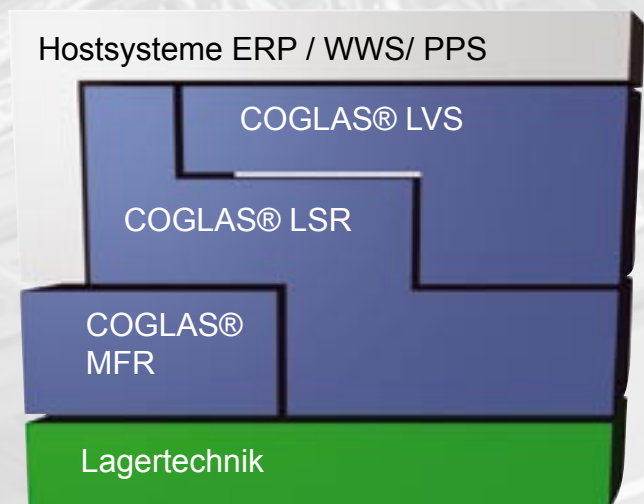 Hostsysteme ERP / WWS/ PPS
COGLAS® LVS
COGLAS® LSR
COGLAS®
MFR
Lagertechnik